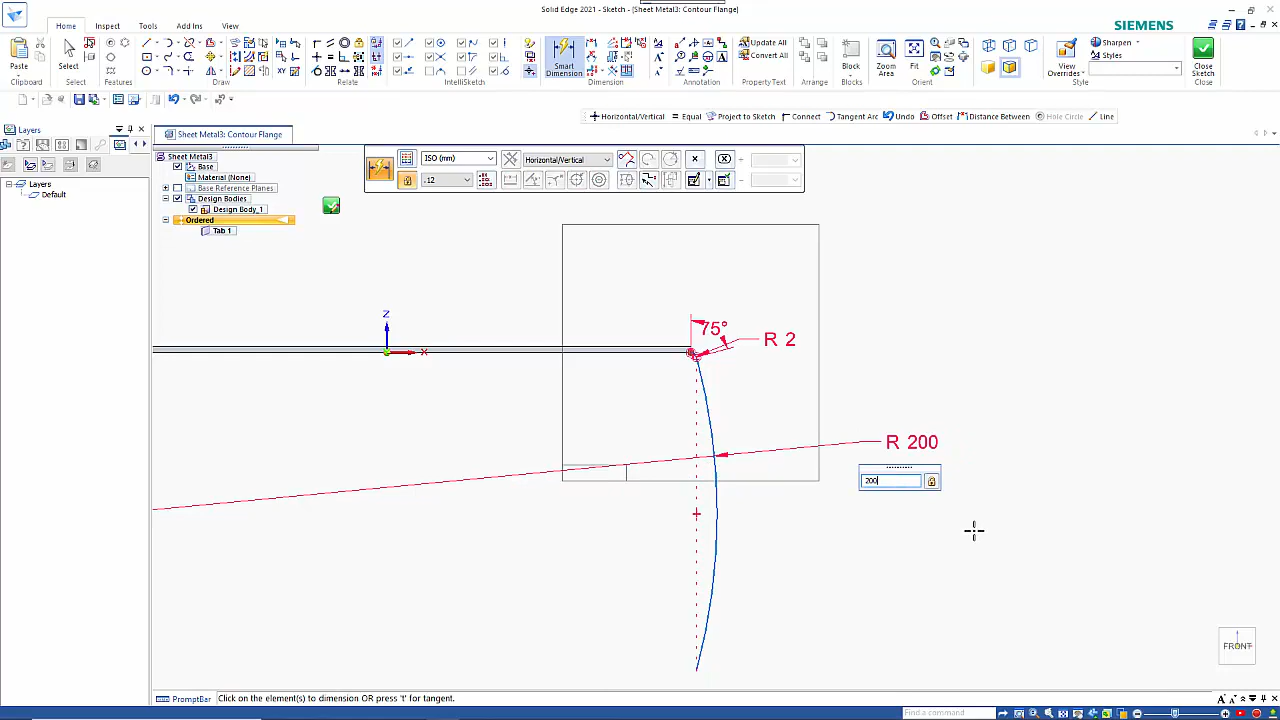 Solid Edge 2021 - Sketch - [Sheet Metal3: Contour Flange]
Home Inspect Tools Add Ins View
SIEMENS
Paste Select Smart Dimension Update All Convert All Block Zoom Area Fit View Overrides Sharpen Styles Close Sketch
Clipboard Select Features Draw Relate IntelliSketch Dimension Annotation PropertyText Arrange Blocks Orient Style Close
Horizontal/Vertical Equal Project to Sketch Connect Tangent Arc Undo Offset Distance Between Hole Circle Line
Layers
Sheet Metal3: Contour Flange
Sheet Metal3
ISO (mm) Horizontal/Vertical
.12
Base
Material (None)
Base Reference Planes
Design Bodies
Design Body_1
Ordered
Tab 1
Layers
Default
Z
X
75°
R 2
R 200
200
FRONT
PromptBar Click on the element(s) to dimension OR press 't' for tangent.
Find a command